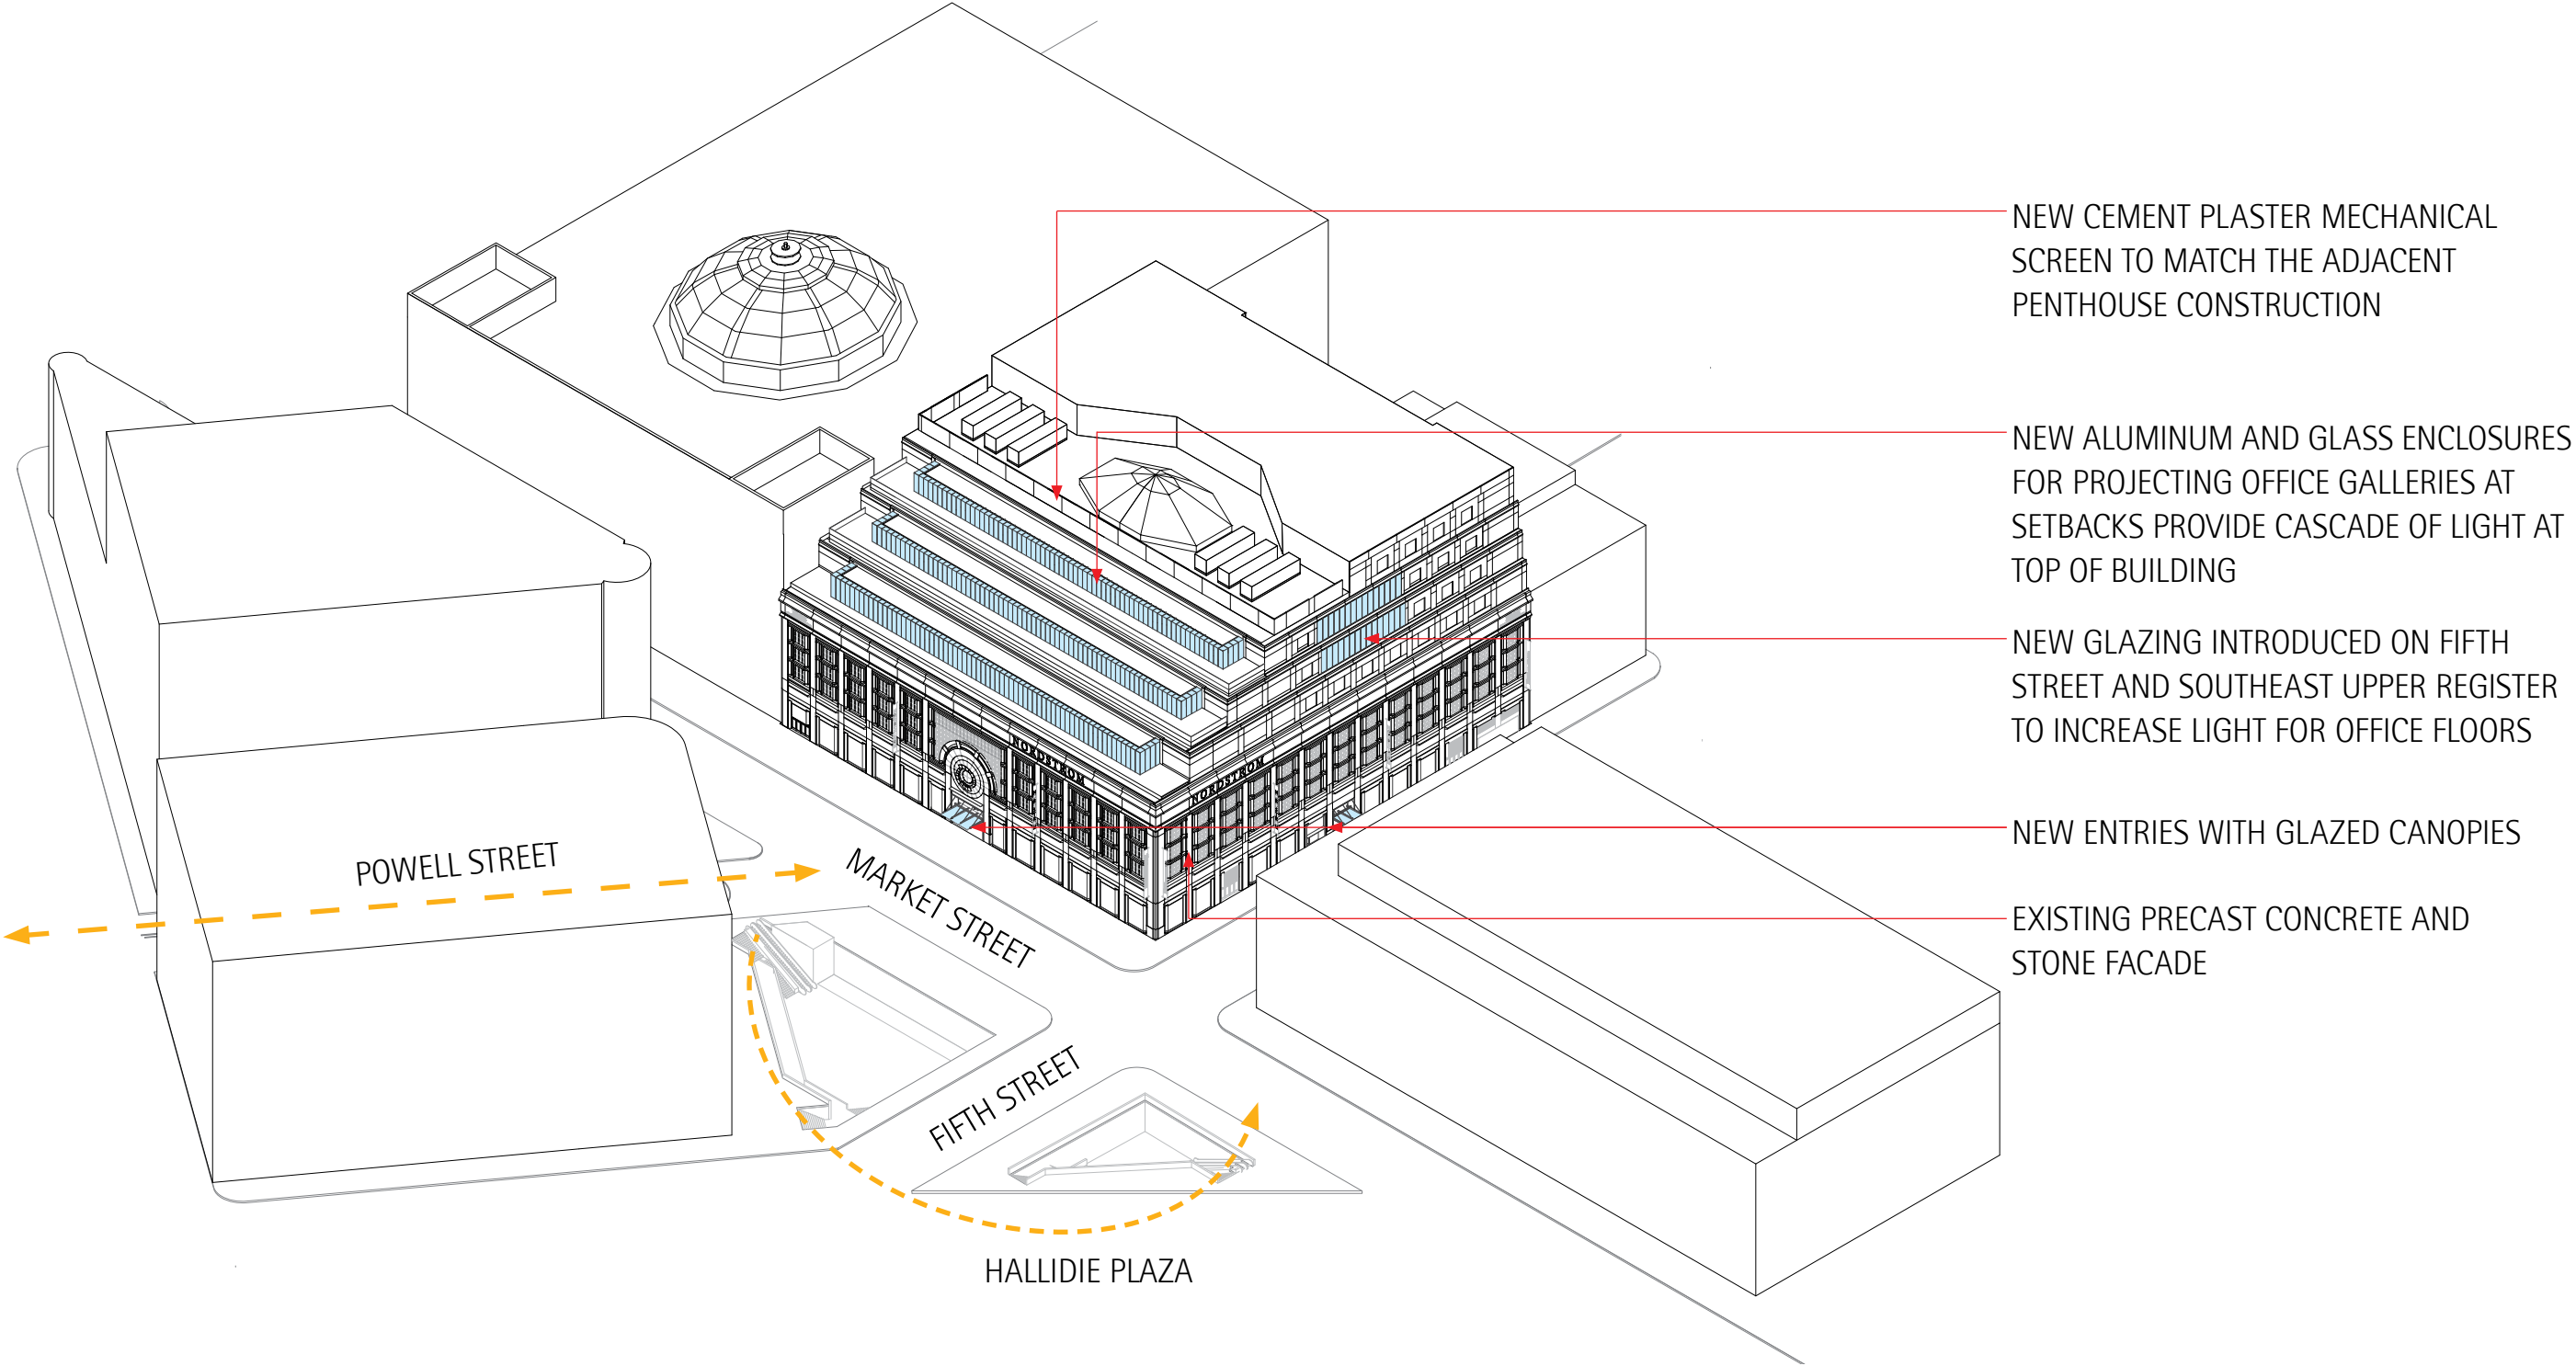 NEW CEMENT PLASTER MECHANICAL
SCREEN TO MATCH THE ADJACENT
PENTHOUSE CONSTRUCTION
NEW ALUMINUM AND GLASS ENCLOSURES
FOR PROJECTING OFFICE GALLERIES AT
SETBACKS PROVIDE CASCADE OF LIGHT AT
TOP OF BUILDING
NEW GLAZING INTRODUCED ON FIFTH
STREET AND SOUTHEAST UPPER REGISTER
TO INCREASE LIGHT FOR OFFICE FLOORS
NORDSTROM
NORDSTROM
NEW ENTRIES WITH GLAZED CANOPIES
POWELL STREET
MARKET STREET
EXISTING PRECAST CONCRETE AND
STONE FACADE
FIFTH STREET
HALLIDIE PLAZA